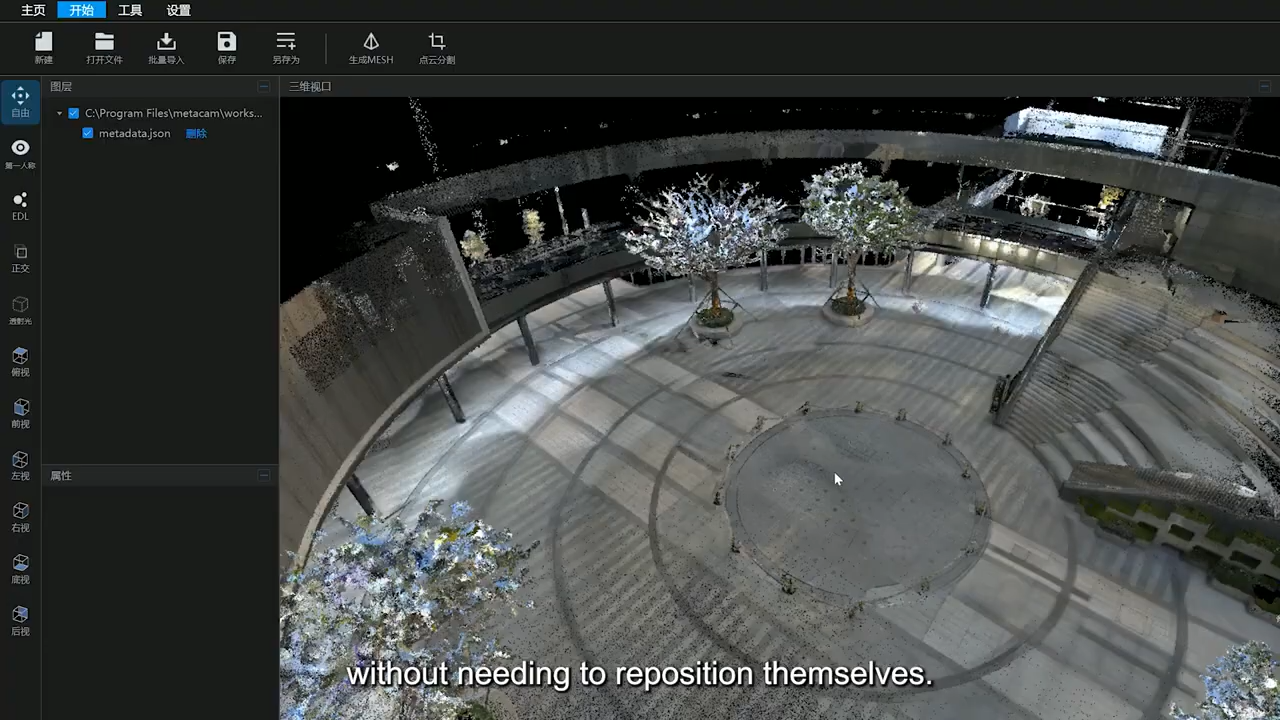 主页 开始 工具 设置
新建 打开文件 批量导入 保存 另存为 生成MESH 点云分割
自由
第一人称
EDL
正交
透射光
俯视
前视
左视
右视
底视
后视
图层
C:\Program Files\metacam\works...
metadata.json 删除
属性
三维视口
without needing to reposition themselves.